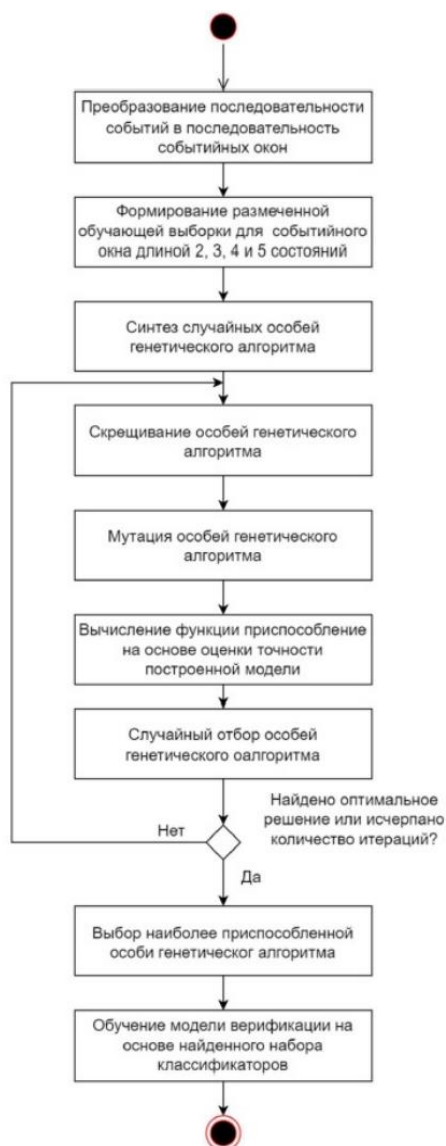 Преобразование последовательности
событий в последовательность
событийных окон
Формирование размеченной
обучающей выборки для событийного
окна длиной 2, 3, 4 и 5 состояний
Синтез случайных особей
генетического алгоритма
Скрещивание особей генетического
алгоритма
Мутация особей генетического
алгоритма
Вычисление функции приспособление
на основе оценки точности
построенной модели
Случайный отбор особей
генетического оалгоритма
Найдено оптимальное
решение или исчерпано
количество итераций?
Нет
Да
Выбор наиболее приспособленной
особи генетическог алгоритма
Обучение модели верификации на
основе найденного набора
классификаторов